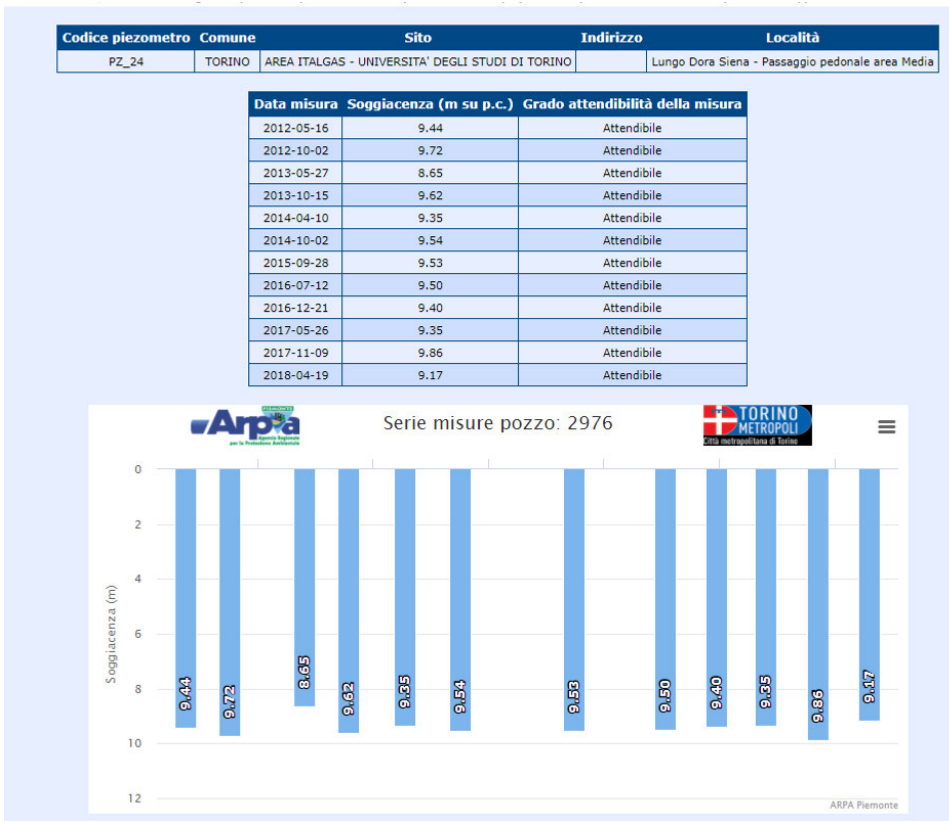 Codice piezometro Comune Sito Indirizzo Località
PZ_24 TORINO AREA ITALGAS - UNIVERSITA' DEGLI STUDI DI TORINO Lungo Dora Siena - Passaggio pedonale area Media
Data misura Soggiacenza (m su p.c.) Grado attendibilità della misura
2012-05-16 9.44 Attendibile
2012-10-02 9.72 Attendibile
2013-05-27 8.65 Attendibile
2013-10-15 9.62 Attendibile
2014-04-10 9.35 Attendibile
2014-10-02 9.54 Attendibile
2015-09-28 9.53 Attendibile
2016-07-12 9.50 Attendibile
2016-12-21 9.40 Attendibile
2017-05-26 9.35 Attendibile
2017-11-09 9.86 Attendibile
2018-04-19 9.17 Attendibile
Arpa
Agenzia Regionale
per la Protezione Ambientale
Serie misure pozzo: 2976
TORINO
METROPOLI
Città metropolitana di Torino
Soggiacenza (m)
0
2
4
6
8
10
12
9.44
9.72
8.65
9.62
9.35
9.54
9.53
9.50
9.40
9.35
9.86
9.17
ARPA Piemonte